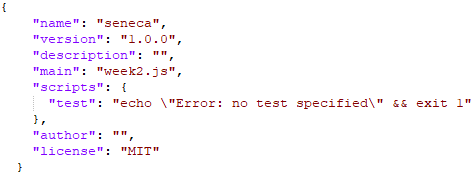 {
"name": "seneca",
"version": "1.0.0",
"description": "",
"main": "week2.js",
"scripts": {
"test": "echo \"Error: no test specified\" && exit 1"
},
"author": "",
"license": "MIT"
}